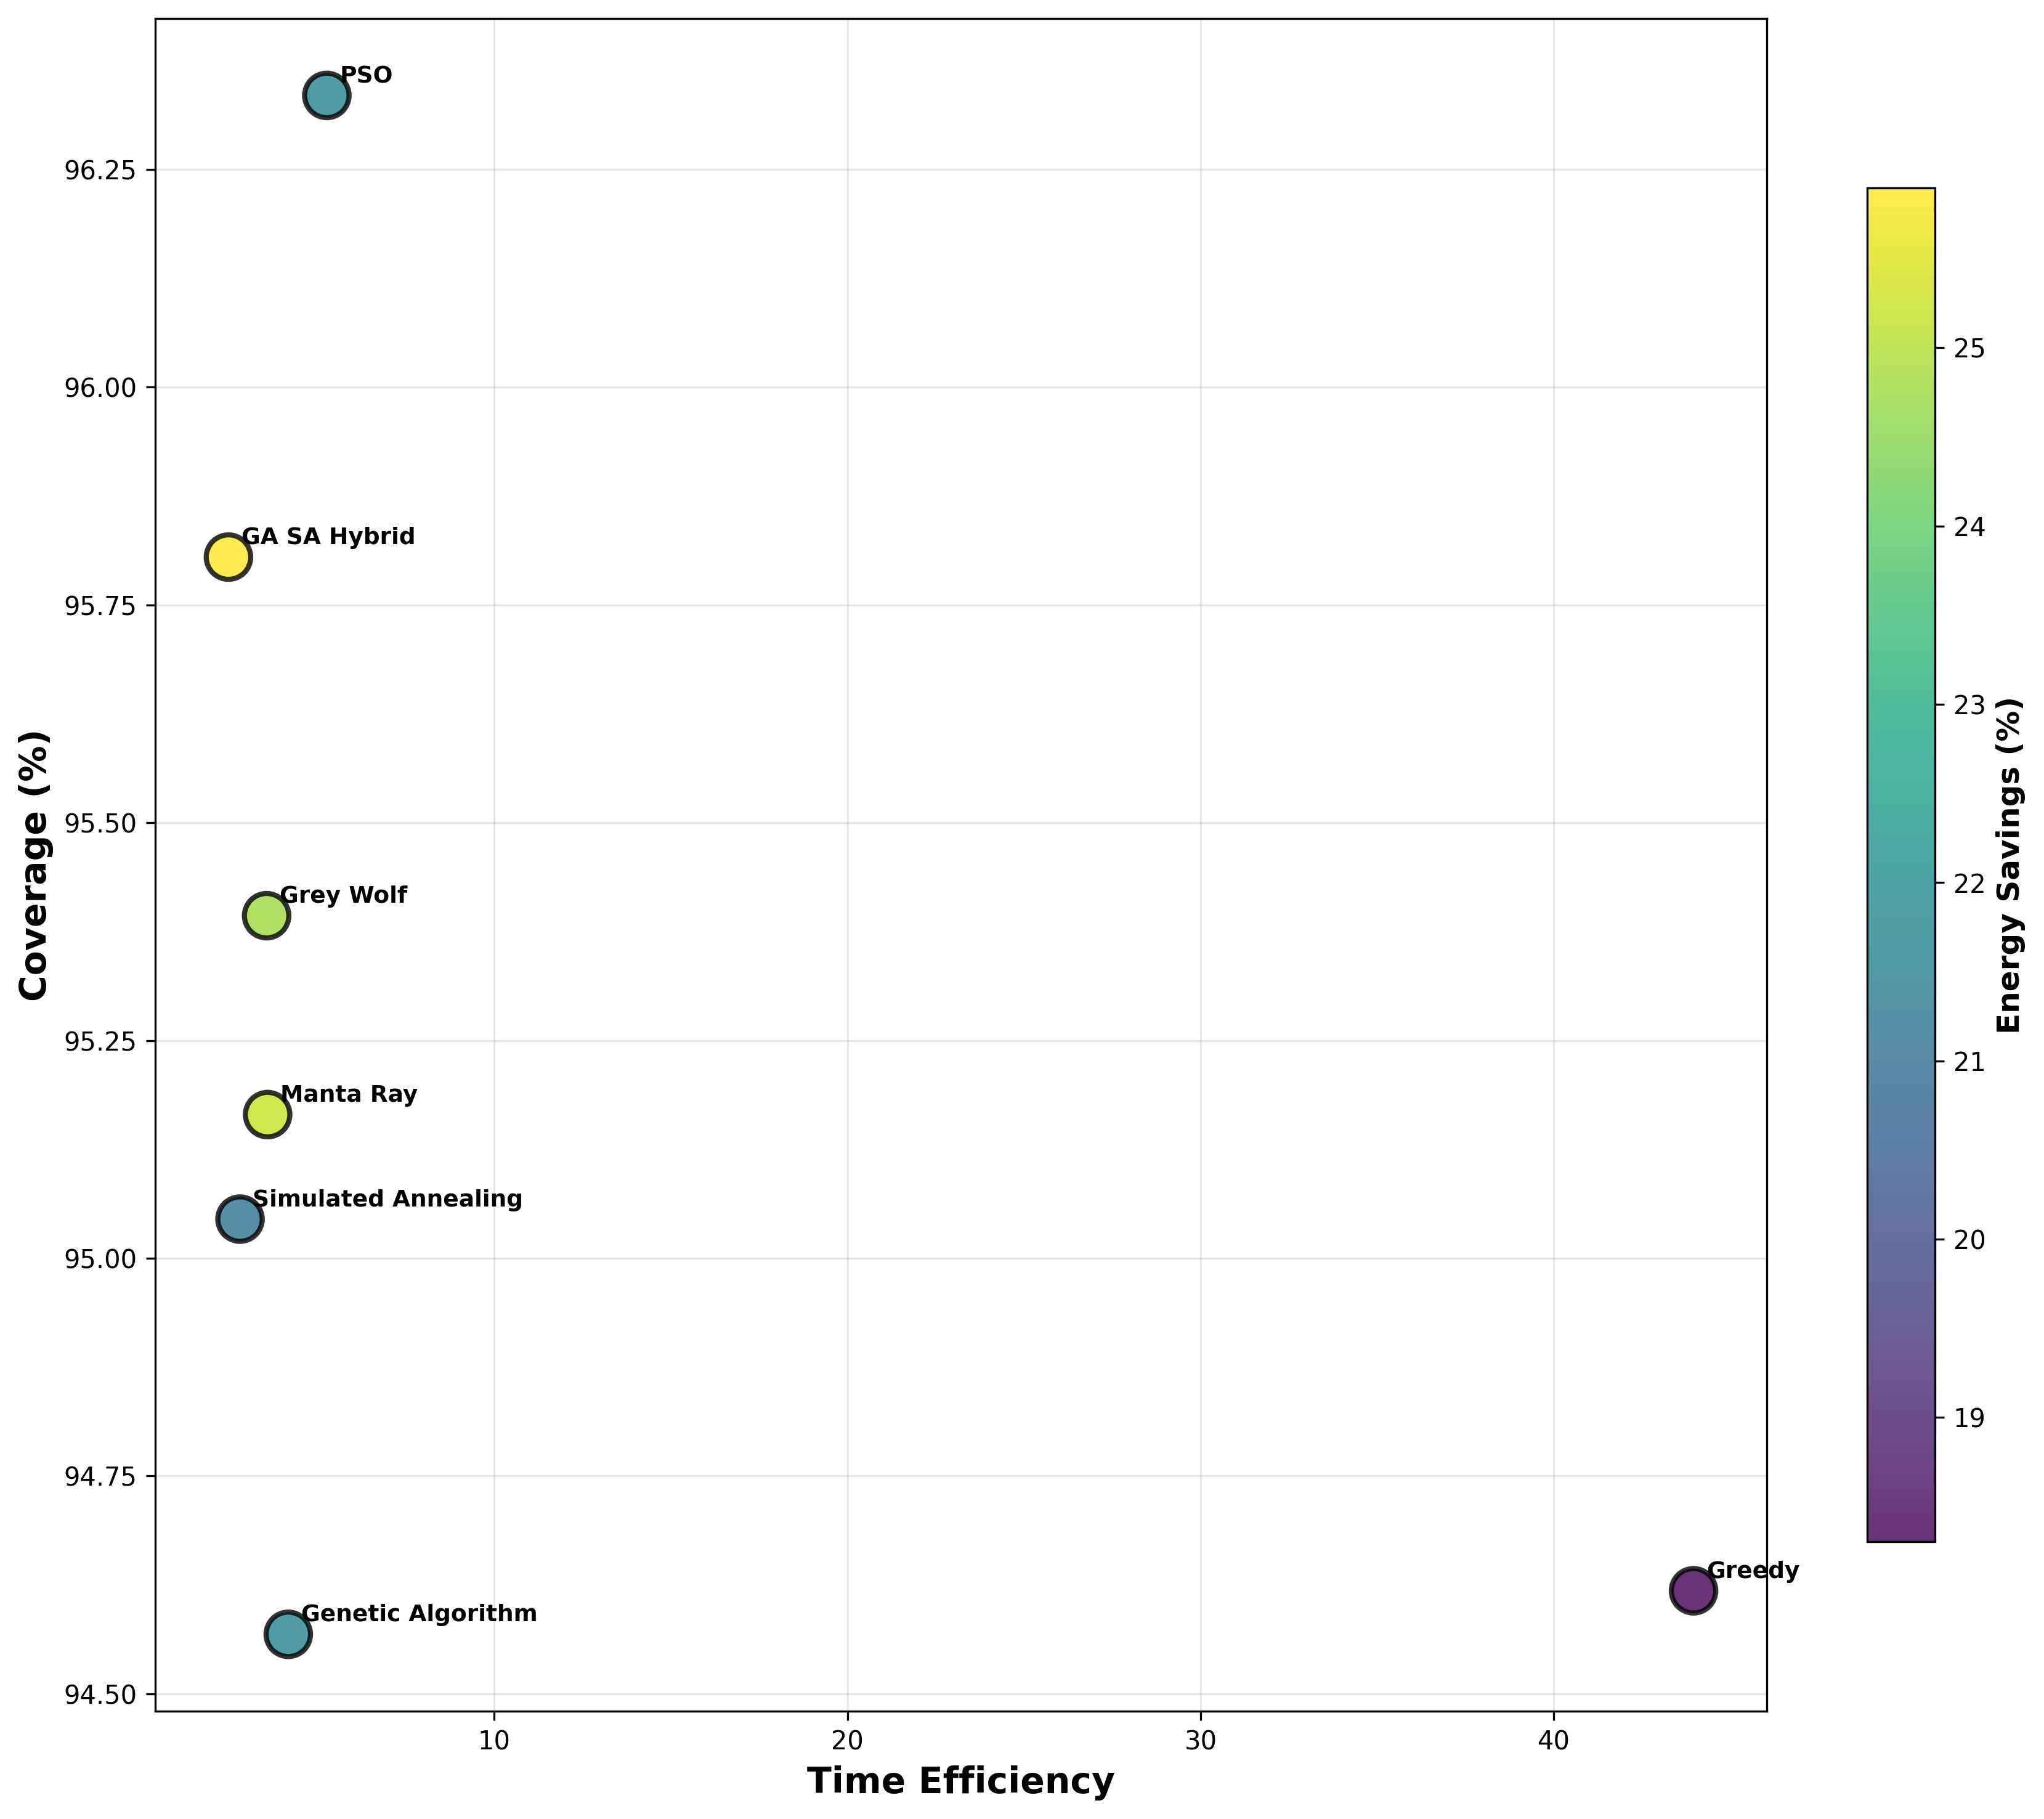 PSO
96.25
96.00
GA SA Hybrid
95.75
95.50
Grey Wolf
95.25
Manta Ray
Simulated Annealing
95.00
94.75
Greedy
Genetic Algorithm
94.50
Coverage (%)
10
20
30
40
Time Efficiency
25
24
23
22
21
20
19
Energy Savings (%)